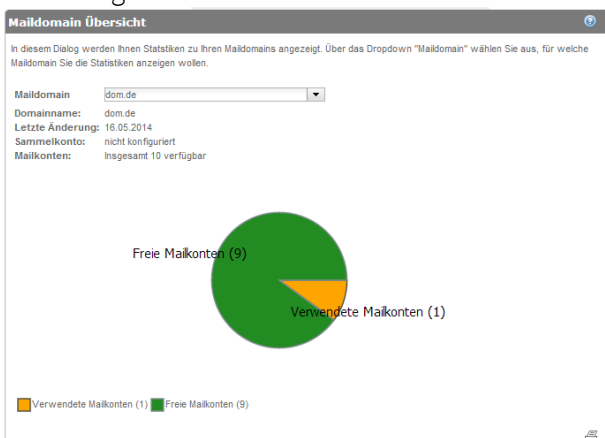 Maildomain Übersicht
In diesem Dialog werden Ihnen Statstiken zu Ihren Maildomains angezeigt. Über das Dropdown "Maildomain" wählen Sie aus, für welche
Maildomain Sie die Statistiken anzeigen wollen.
Maildomain dom.de
Domainname: dom.de
Letzte Änderung: 16.05.2014
Sammelkonto: nicht konfiguriert
Mailkonten: Insgesamt 10 verfügbar
Freie Mailkonten (9)
Verwendete Mailkonten (1)
Verwendete Mailkonten (1) Freie Mailkonten (9)